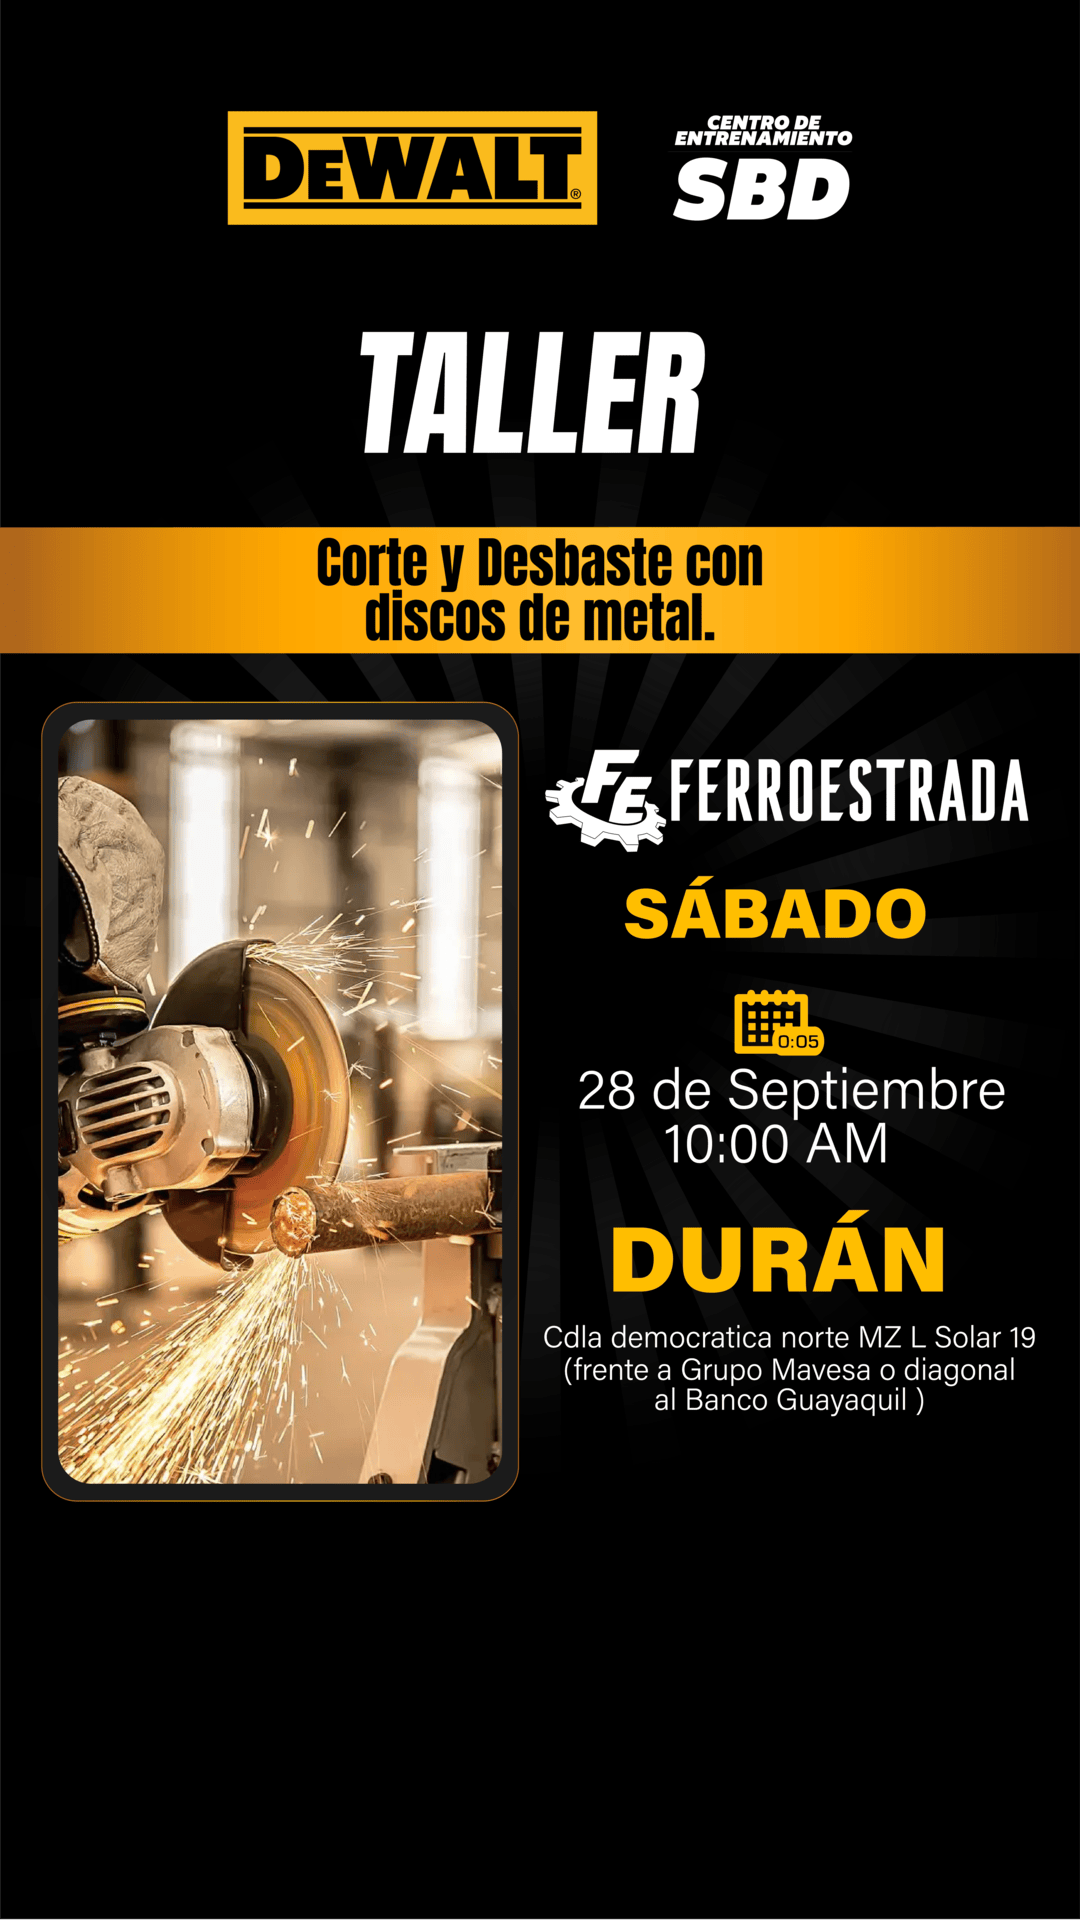 DEWALT®
CENTRO DE
ENTRENAMIENTO
SBD
TALLER
Corte y Desbaste con
discos de metal.
FE FERROESTRADA
SÁBADO
0:05
28 de Septiembre
10:00 AM
DURÁN
Cdla democratica norte MZ L Solar 19
(frente a Grupo Mavesa o diagonal
al Banco Guayaquil )